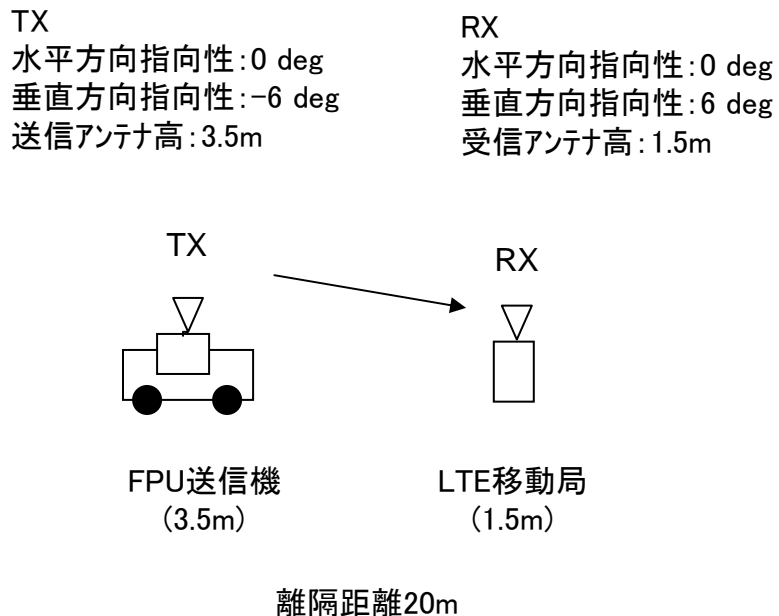 TX
水平方向指向性:0 deg
垂直方向指向性:-6 deg
送信アンテナ高:3.5m
RX
水平方向指向性:0 deg
垂直方向指向性:6 deg
受信アンテナ高:1.5m
TX
RX
FPU送信機
(3.5m)
LTE移動局
(1.5m)
離隔距離20m